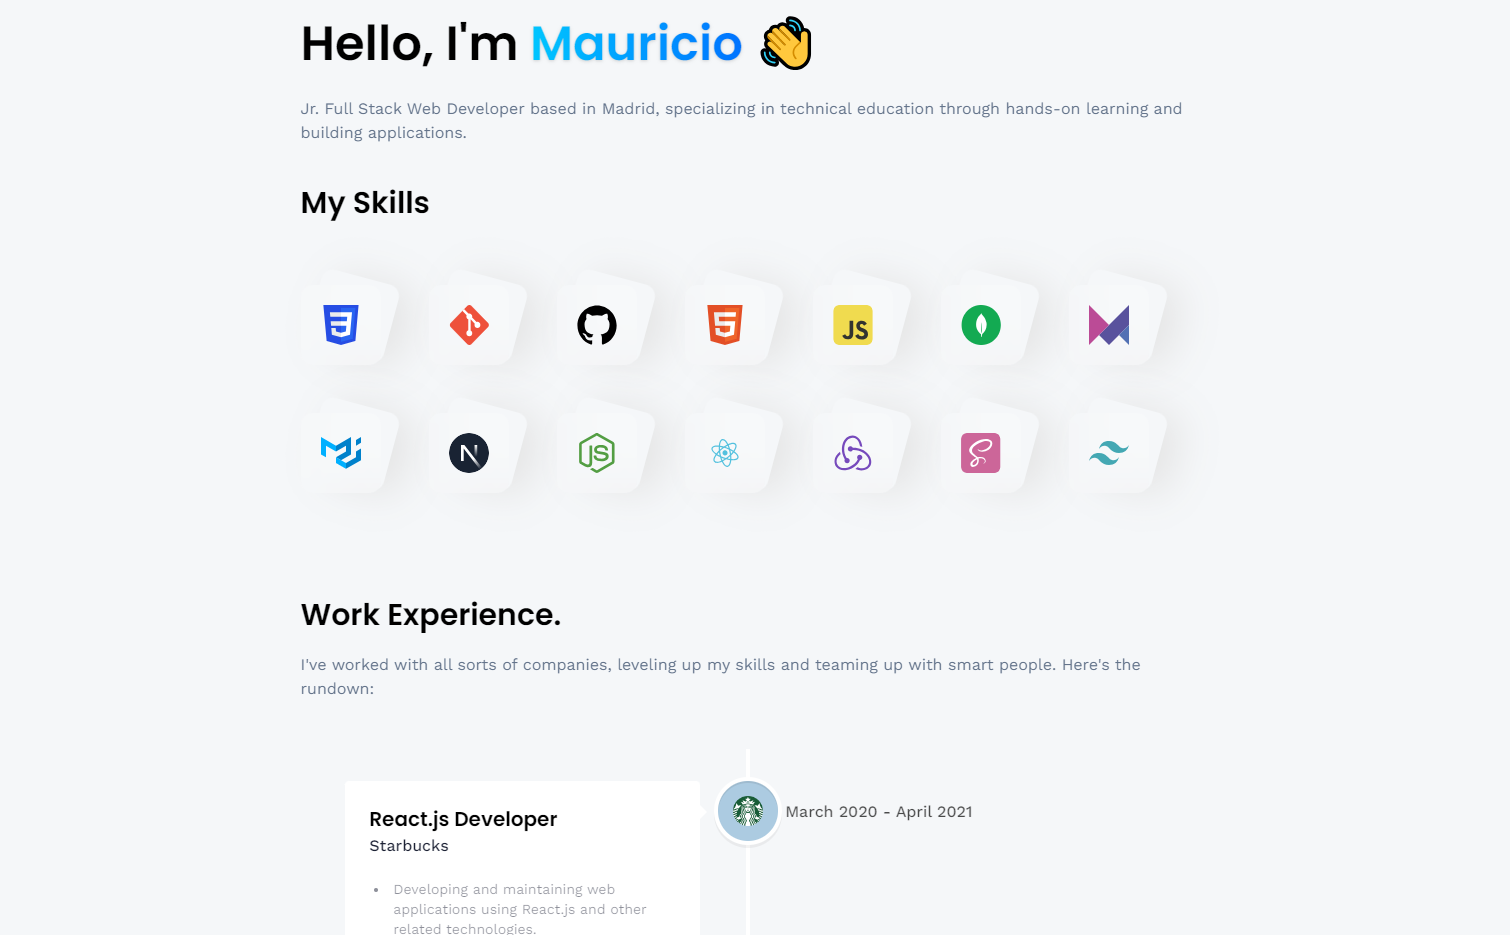 Hello, I'm Mauricio 👋
Jr. Full Stack Web Developer based in Madrid, specializing in technical education through hands-on learning and
building applications.
My Skills
3
5
JS
N
JS
S
Work Experience.
I've worked with all sorts of companies, leveling up my skills and teaming up with smart people. Here's the
rundown:
React.js Developer
Starbucks
March 2020 - April 2021
• Developing and maintaining web
applications using React.js and other
related technologies.